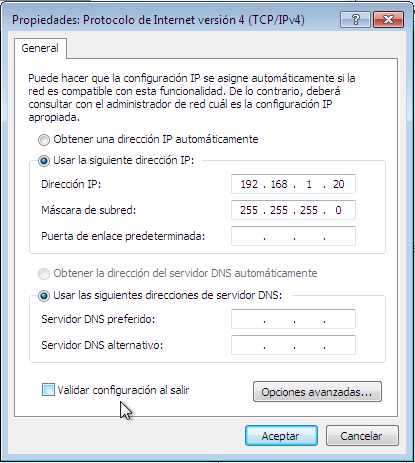 Propiedades: Protocolo de Internet versión 4 (TCP/IPv4)
General
Puede hacer que la configuración IP se asigne automáticamente si la
red es compatible con esta funcionalidad. De lo contrario, deberá
consultar con el administrador de red cuál es la configuración IP
apropiada.
Obtener una dirección IP automáticamente
Usar la siguiente dirección IP:
Dirección IP: 192 . 168 . 1 . 20
Máscara de subred: 255 . 255 . 255 . 0
Puerta de enlace predeterminada: . . .
Obtener la dirección del servidor DNS automáticamente
Usar las siguientes direcciones de servidor DNS:
Servidor DNS preferido: . . .
Servidor DNS alternativo: . . .
Validar configuración al salir
Opciones avanzadas...
Aceptar Cancelar